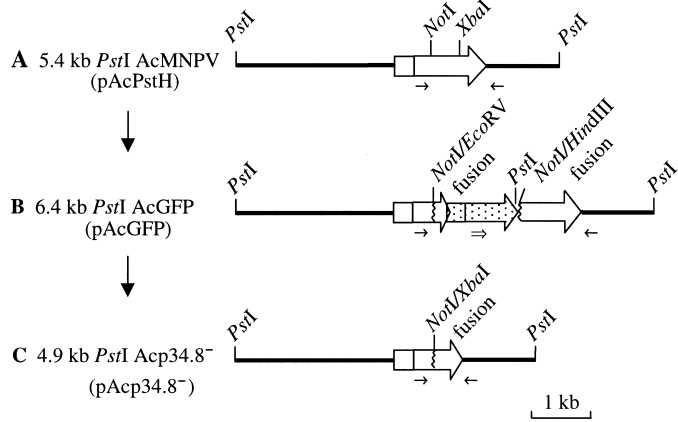 PstI NotI XbaI PstI
A 5.4 kb PstI AcMNPV
(pAcPstH)
PstI NotI/EcoRV fusion PstI NotI/HindIII fusion PstI
B 6.4 kb PstI AcGFP
(pAcGFP)
PstI NotI/XbaI fusion PstI
C 4.9 kb PstI Acp34.8⁻
(pAcp34.8⁻)
1 kb